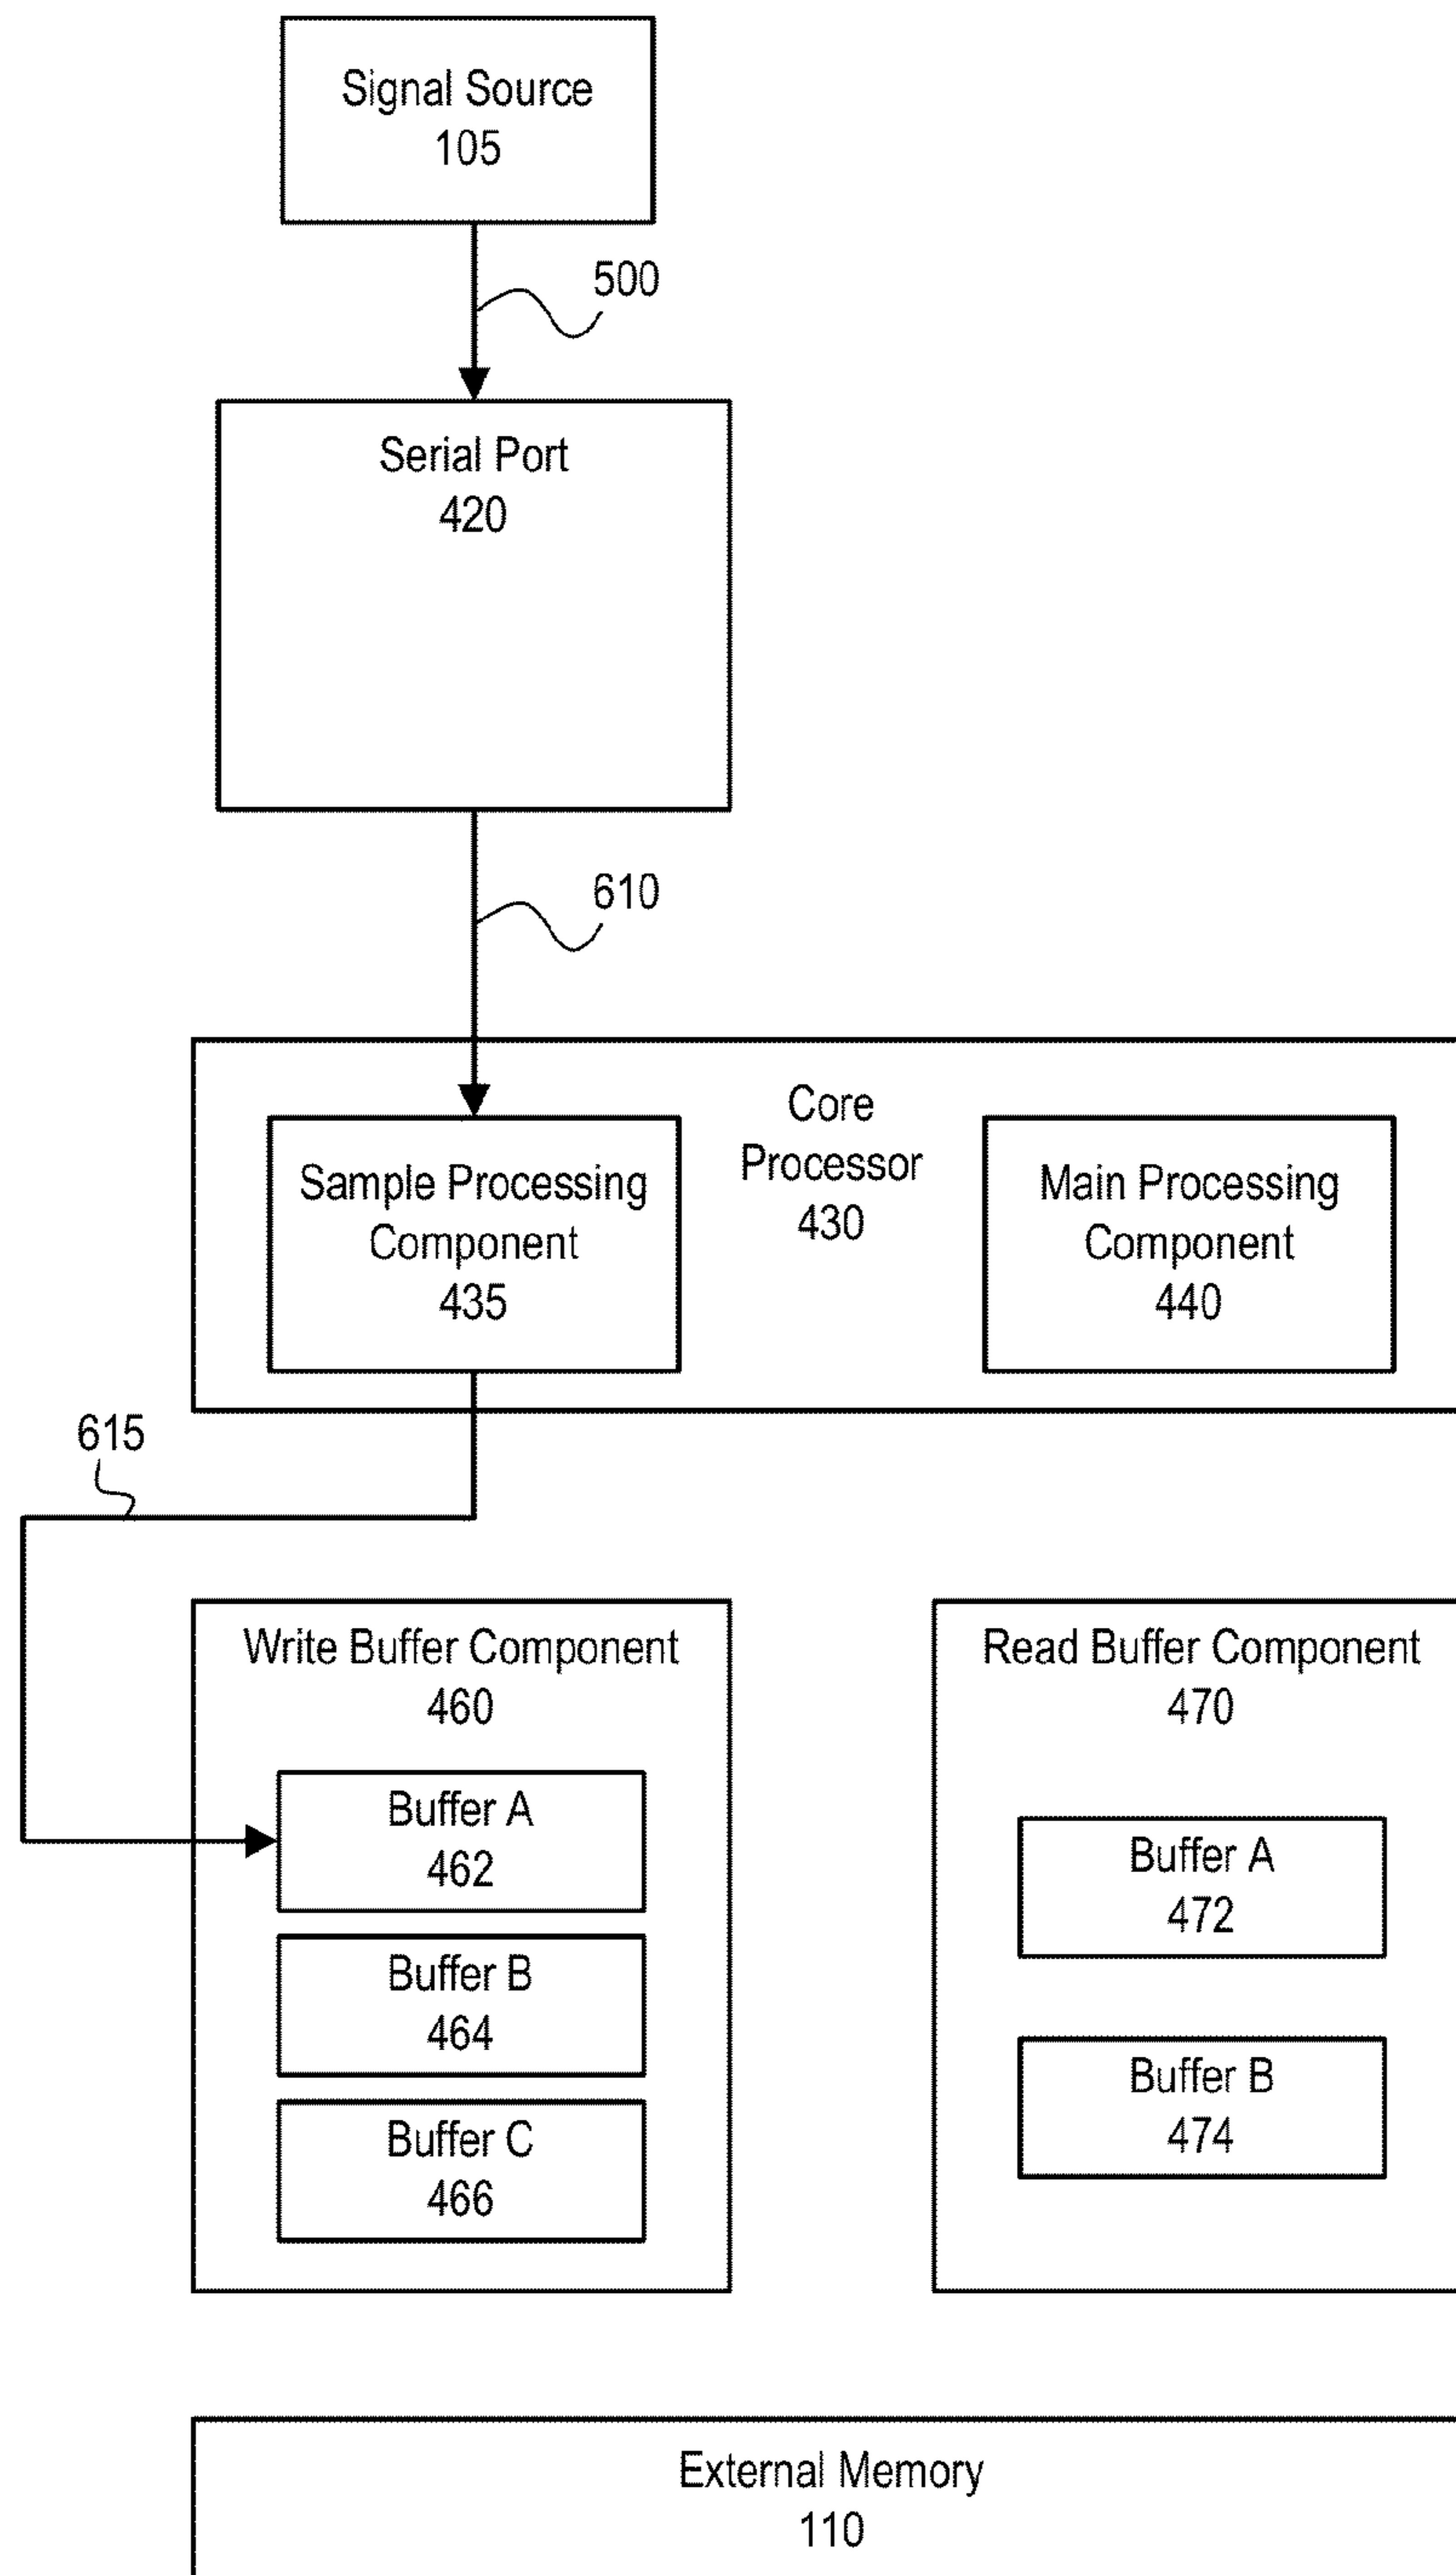 Signal Source
105
500
Serial Port
420
610
Core
Processor
430
Sample Processing
Component
435
Main Processing
Component
440
615
Write Buffer Component
460
Buffer A
462
Buffer B
464
Buffer C
466
Read Buffer Component
470
Buffer A
472
Buffer B
474
External Memory
110